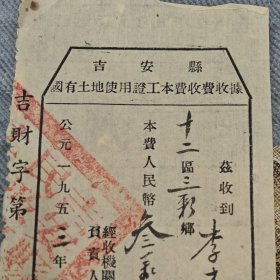 吉安縣
國有土地使用證工本費收費收據
茲收到
十二區三彩鄉李
本費人民幣叁
經收機關
負責人
公元一九五三年
吉財字第